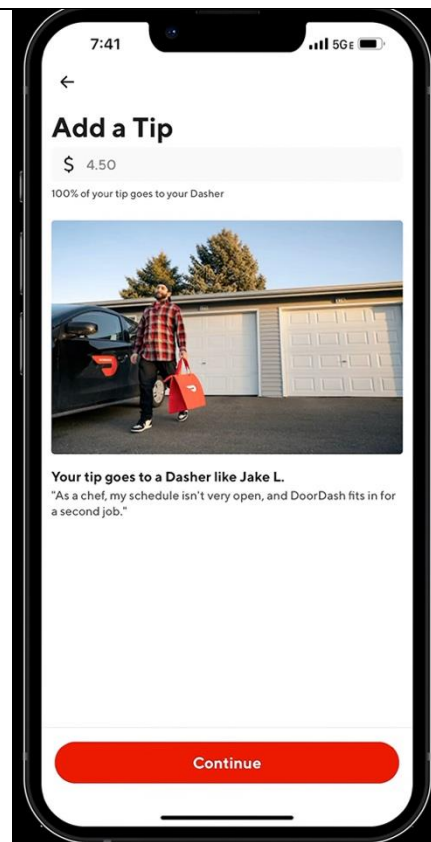 7:41
5GE
Add a Tip
$ 4.50
100% of your tip goes to your Dasher
Your tip goes to a Dasher like Jake L.
"As a chef, my schedule isn't very open, and DoorDash fits in for
a second job."
Continue